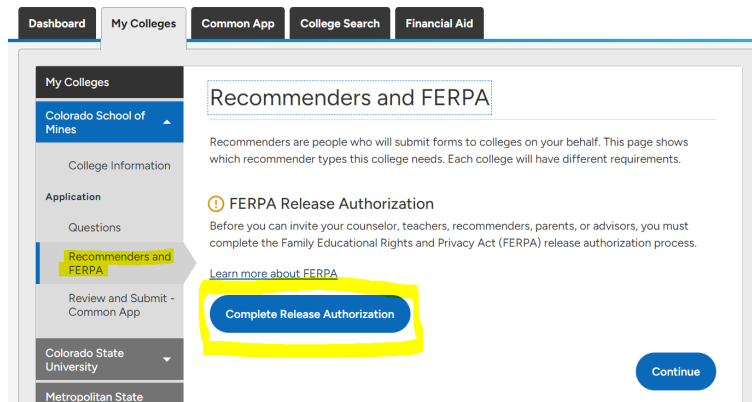 Dashboard
My Colleges
Common App
College Search
Financial Aid
My Colleges
Colorado School of
Mines
College Information
Application
Questions
Recommenders and
FERPA
Review and Submit -
Common App
Colorado State
University
Metropolitan State
Recommenders and FERPA
Recommenders are people who will submit forms to colleges on your behalf. This page shows
which recommender types this college needs. Each college will have different requirements.
FERPA Release Authorization
Before you can invite your counselor, teachers, recommenders, parents, or advisors, you must
complete the Family Educational Rights and Privacy Act (FERPA) release authorization process.
Learn more about FERPA
Complete Release Authorization
Continue